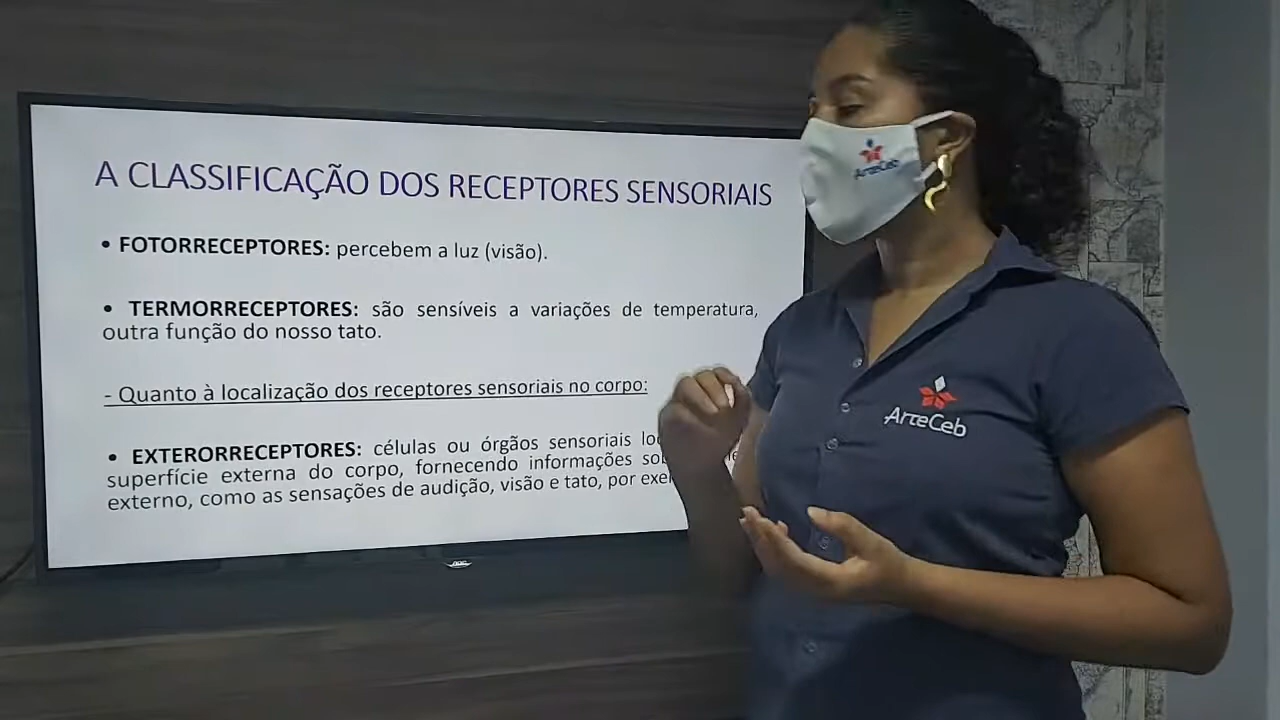 A CLASSIFICAÇÃO DOS RECEPTORES SENSORIAIS
• FOTORRECEPTORES: percebem a luz (visão).
• TERMORRECEPTORES: são sensíveis a variações de temperatura,
outra função do nosso tato.
- Quanto à localização dos receptores sensoriais no corpo:
• EXTERORRECEPTORES: células ou órgãos sensoriais
superfície externa do corpo, fornecendo informações
externo, como as sensações de audição, visão e tato, por
ArteCeb
ArteCeb
AOC